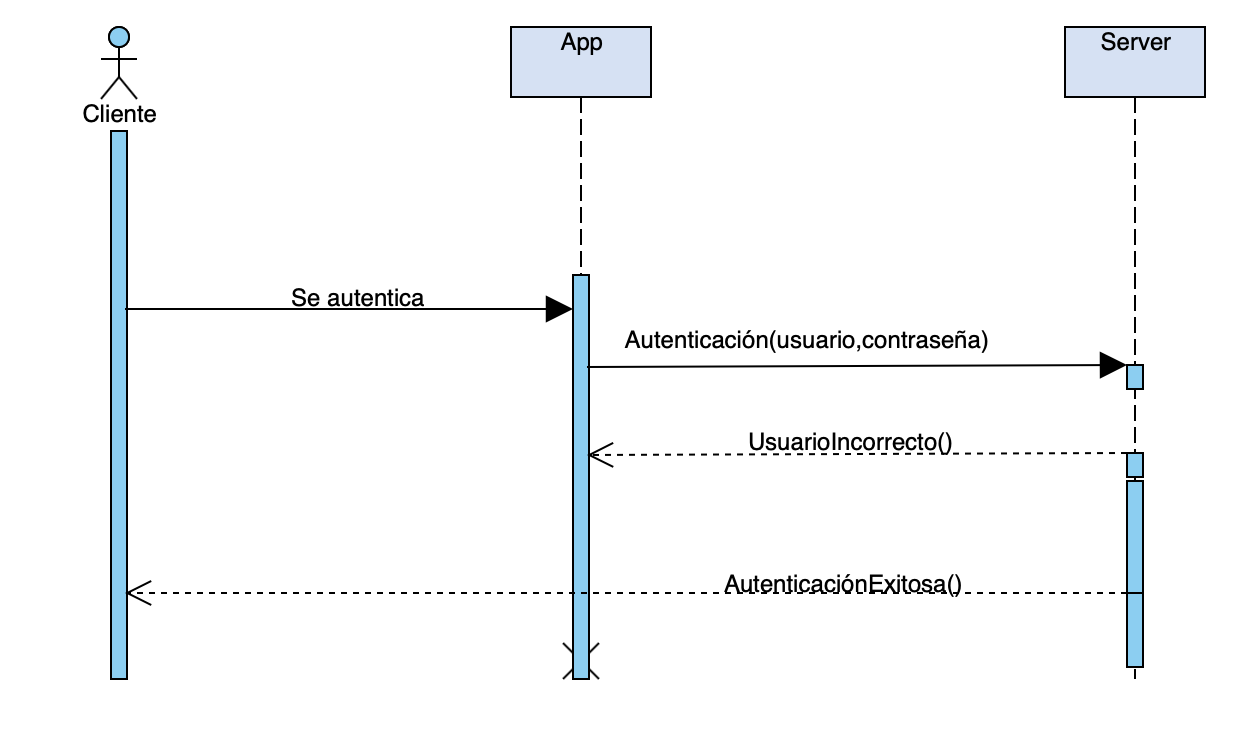 Cliente
App
Server
Se autentica
Autenticación(usuario,contraseña)
UsuarioIncorrecto()
AutenticaciónExitosa()